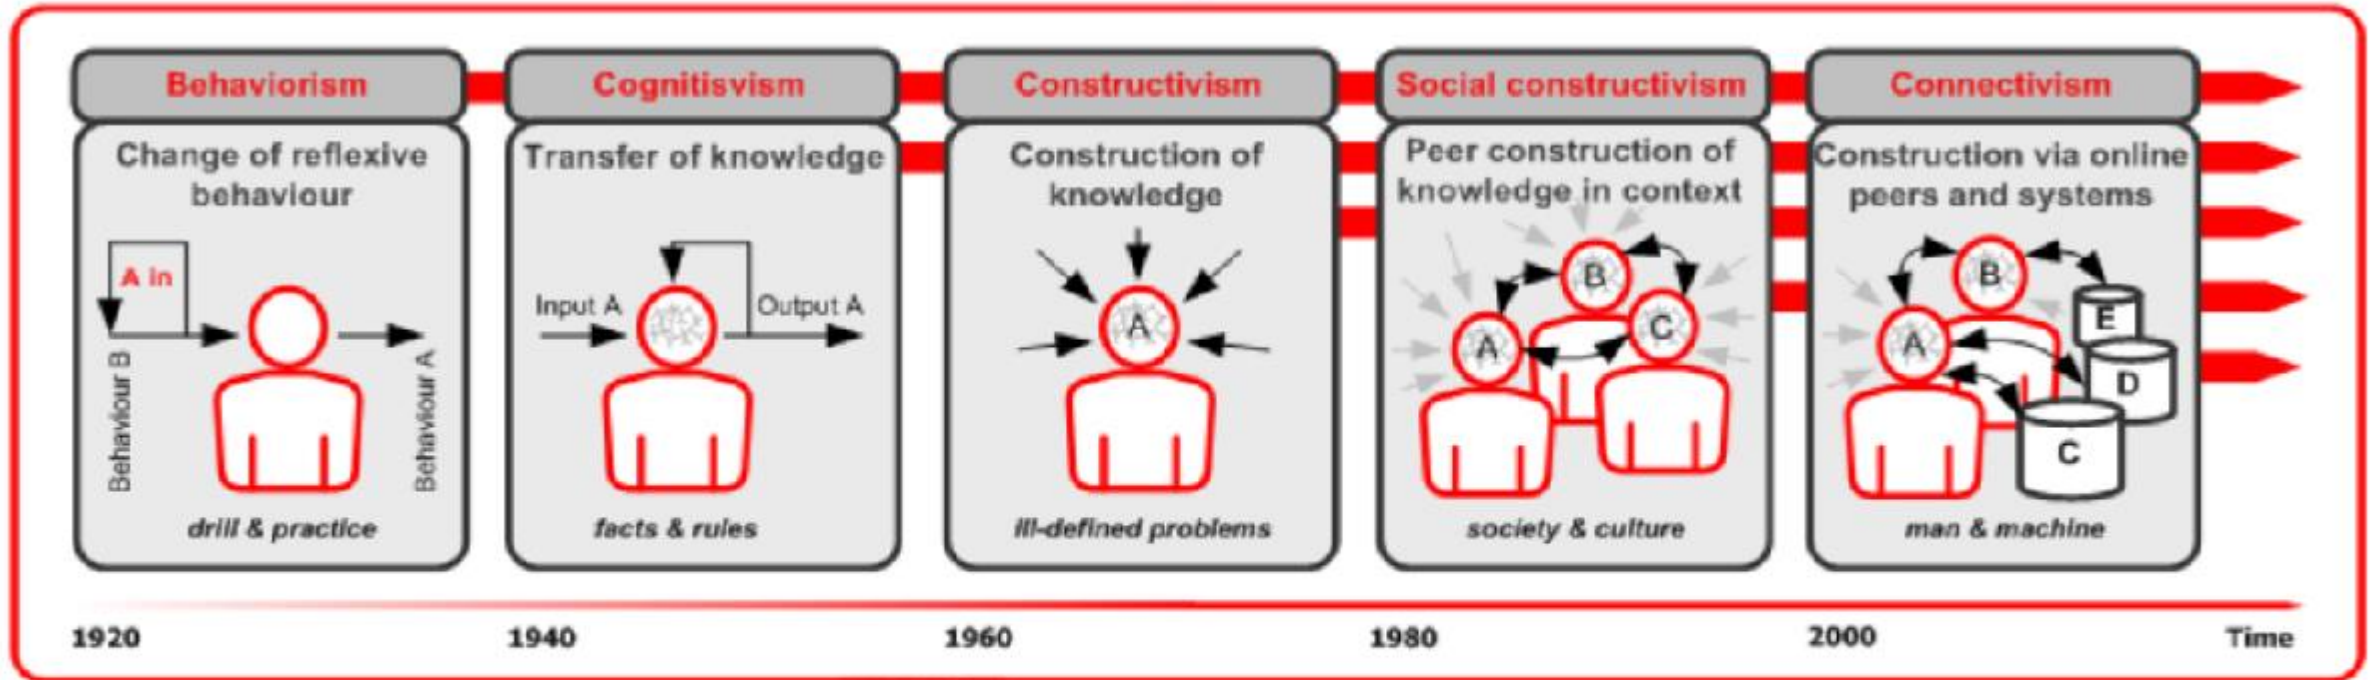 Behaviorism
Change of reflexive
behaviour
A in
Behaviour B
Behaviour A
drill & practice
Cognitisvism
Transfer of knowledge
Input A
Output A
facts & rules
Constructivism
Construction of
knowledge
A
ill-defined problems
Social constructivism
Peer construction of
knowledge in context
B
C
A
society & culture
Connectivism
Construction via online
peers and systems
B
E
A
D
C
man & machine
1920
1940
1960
1980
2000
Time